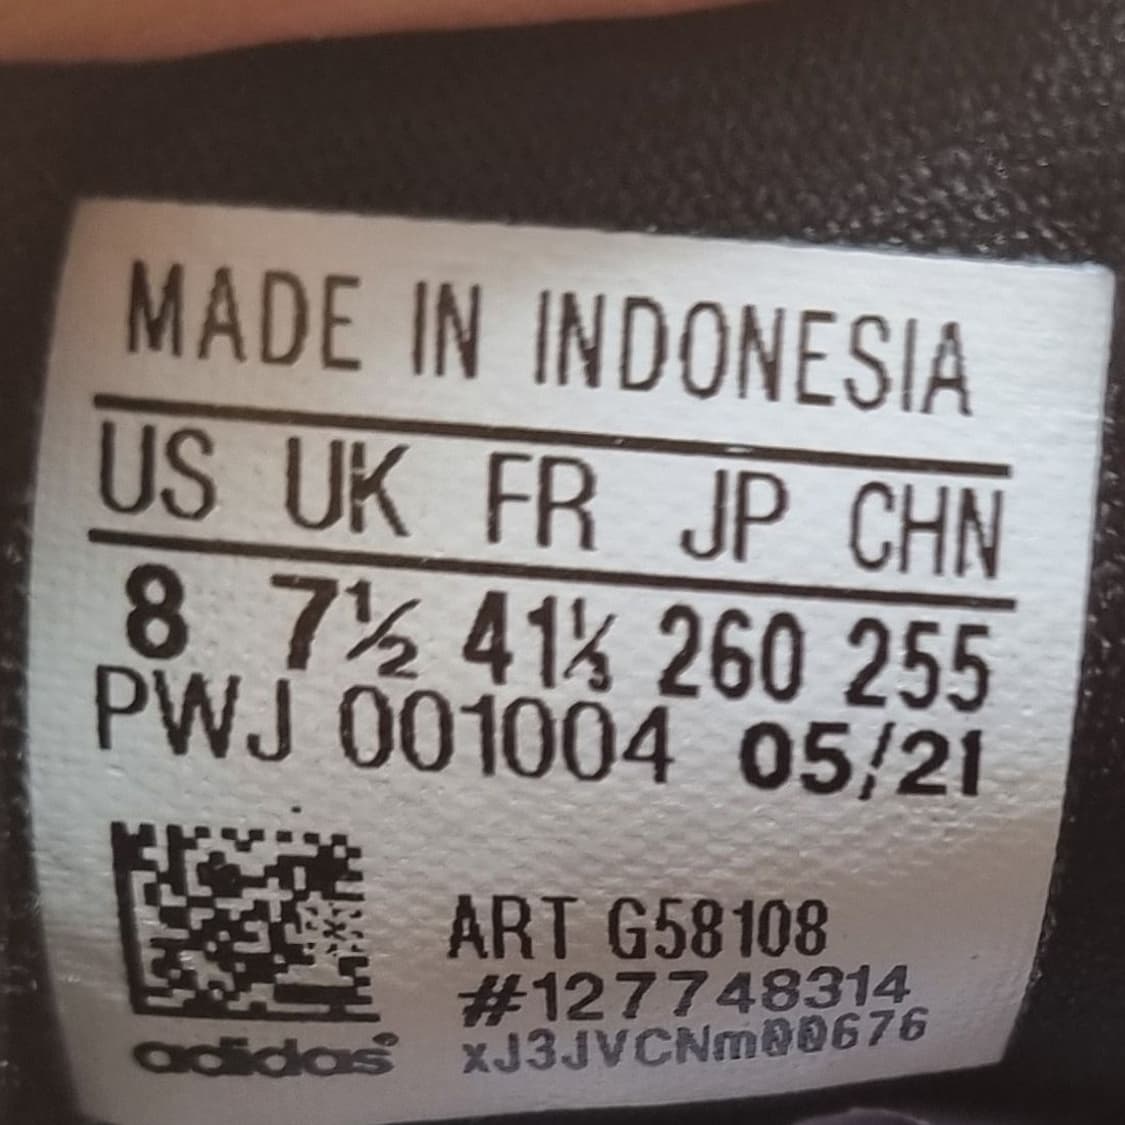 MADE IN INDONESIA
US UK FR JP CHN
8 7½ 41⅓ 260 255
PWJ 001004 05/21
ART G58108
#127748314
xJ3JVCNm00676
adidas